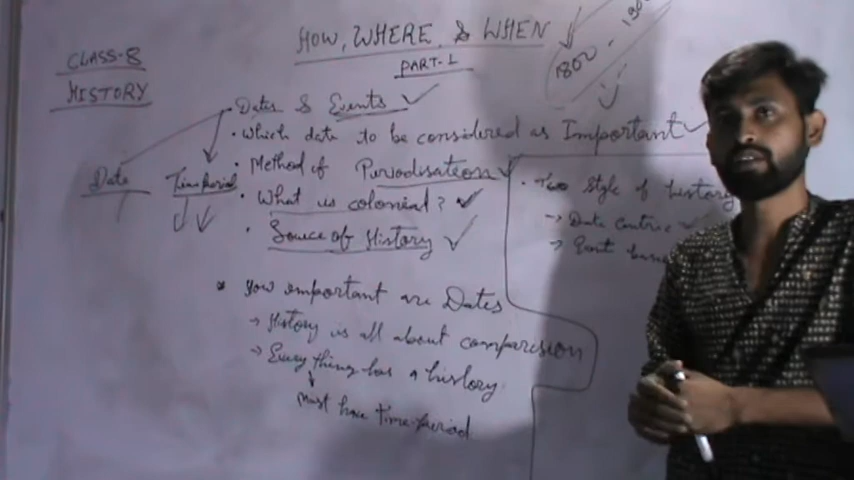 CLASS-8
HISTORY
HOW, WHERE & WHEN
PART-1
1800 - 190
• Dates & Events
• Which date to be considered as Important
• Method of Periodisation
• What is colonial?
• Source of History
Date
Time period
• Two Style of history
→ Date centric
→
• How important are Dates
→ History is all about comparision
→ Every thing has a history
Must have time period